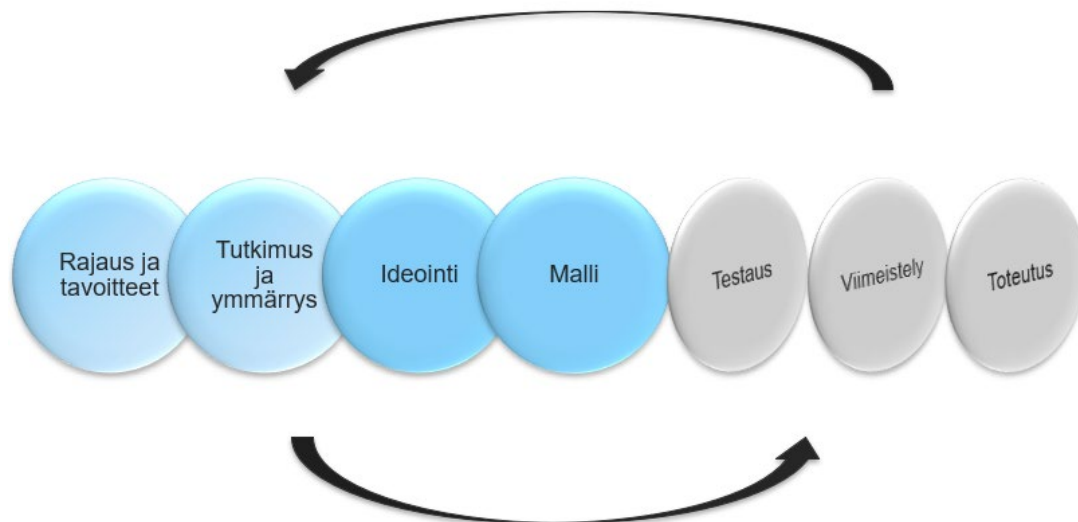 Rajaus ja
tavoitteet
Tutkimus
ja
ymmärrys
Ideointi
Malli
Testaus
Viimeistely
Toteutus